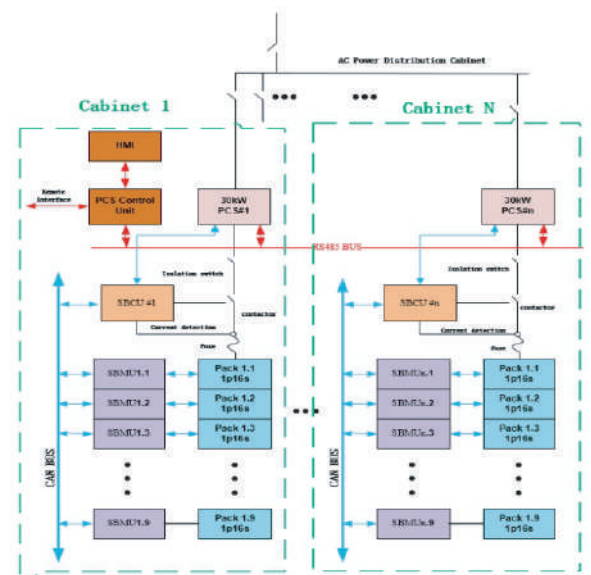 AC Power Distribution Cabinet
Cabinet 1
Cabinet N
HMI
Remote
Interface
PCS Control
Unit
30kW
PCS#1
30kW
PCS#n
RS485 BUS
Isolation switch
Isolation switch
SBCU #1
contactor
SBCU #n
contactor
Current detection
Current detection
Fuse
Fuse
SBMU1.1
Pack 1.1
1p16s
SBMUn.1
Pack 1.1
1p16s
SBMU1.2
Pack 1.2
1p16s
SBMUn.2
Pack 1.2
1p16s
SBMU1.3
Pack 1.3
1p16s
SBMUn.3
Pack 1.3
1p16s
CAN BUS
CAN BUS
SBMU1.9
Pack 1.9
1p16s
SBMUn.9
Pack 1.9
1p16s